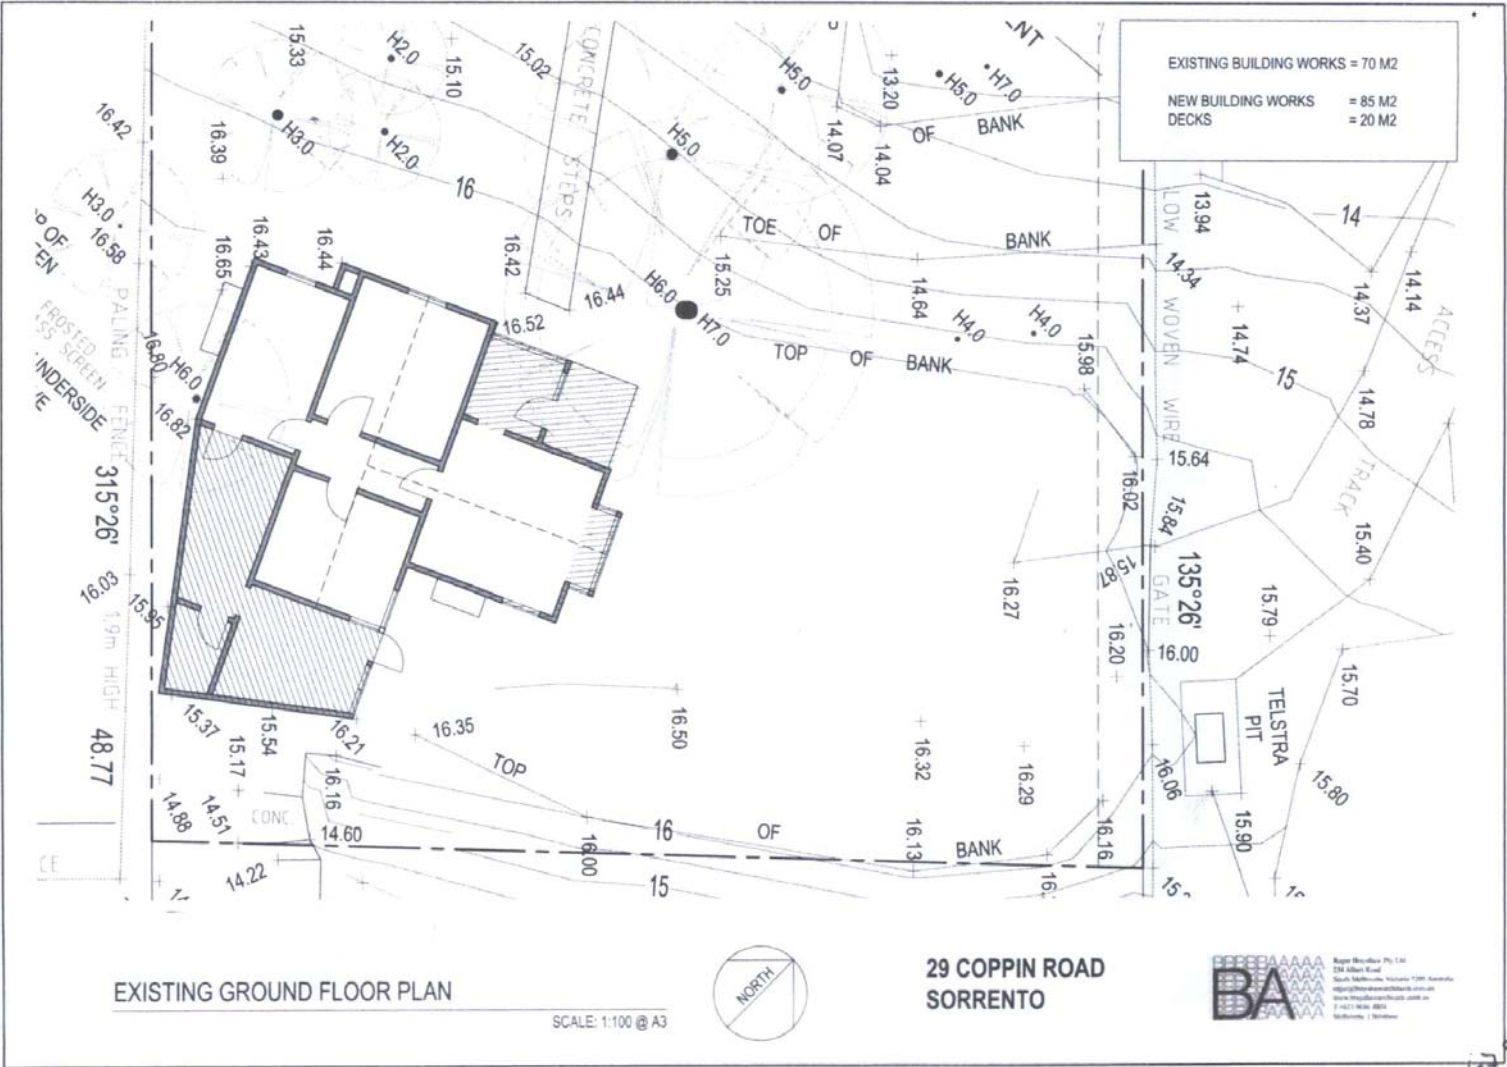 EXISTING BUILDING WORKS = 70 M2
NEW BUILDING WORKS = 85 M2
DECKS = 20 M2
15.33
H2.0
15.10
15.02
CONCRETE STEPS
H5.0
13.20
H5.0
H7.0
16.42
16.39
H3.0
H2.0
16
H5.0
14.07
14.04
OF BANK
LOW WOVEN WIRE
13.94
14
H3.0
16.58
16.65
16.43
16.44
16.42
16.44
16.52
H6.0
H7.0
15.25
TOE OF BANK
14.64
14.34
14.37
14.14
ACCESS TRACK
PALING FENCE
FROSTED
SCREEN
UNDERSIDE
16.80
H6.0
16.82
TOP OF BANK
H4.0
H4.0
15.98
14.74
15
14.78
15.64
16.02
15.84
15.87
315°26'
16.03
15.95
1.9m HIGH
48.77
16.27
135°26'
GATE
15.40
15.79
16.20
16.00
15.70
TELSTRA
PIT
15.37
15.54
15.17
16.21
16.35
16.50
16.32
16.29
16.06
15.80
15.90
14.88
14.51
CONC.
16.16
14.60
14.22
TOP OF BANK
16.00
16
15
16.13
16.16
EXISTING GROUND FLOOR PLAN
SCALE: 1:100 @ A3
NORTH
29 COPPIN ROAD
SORRENTO
BA